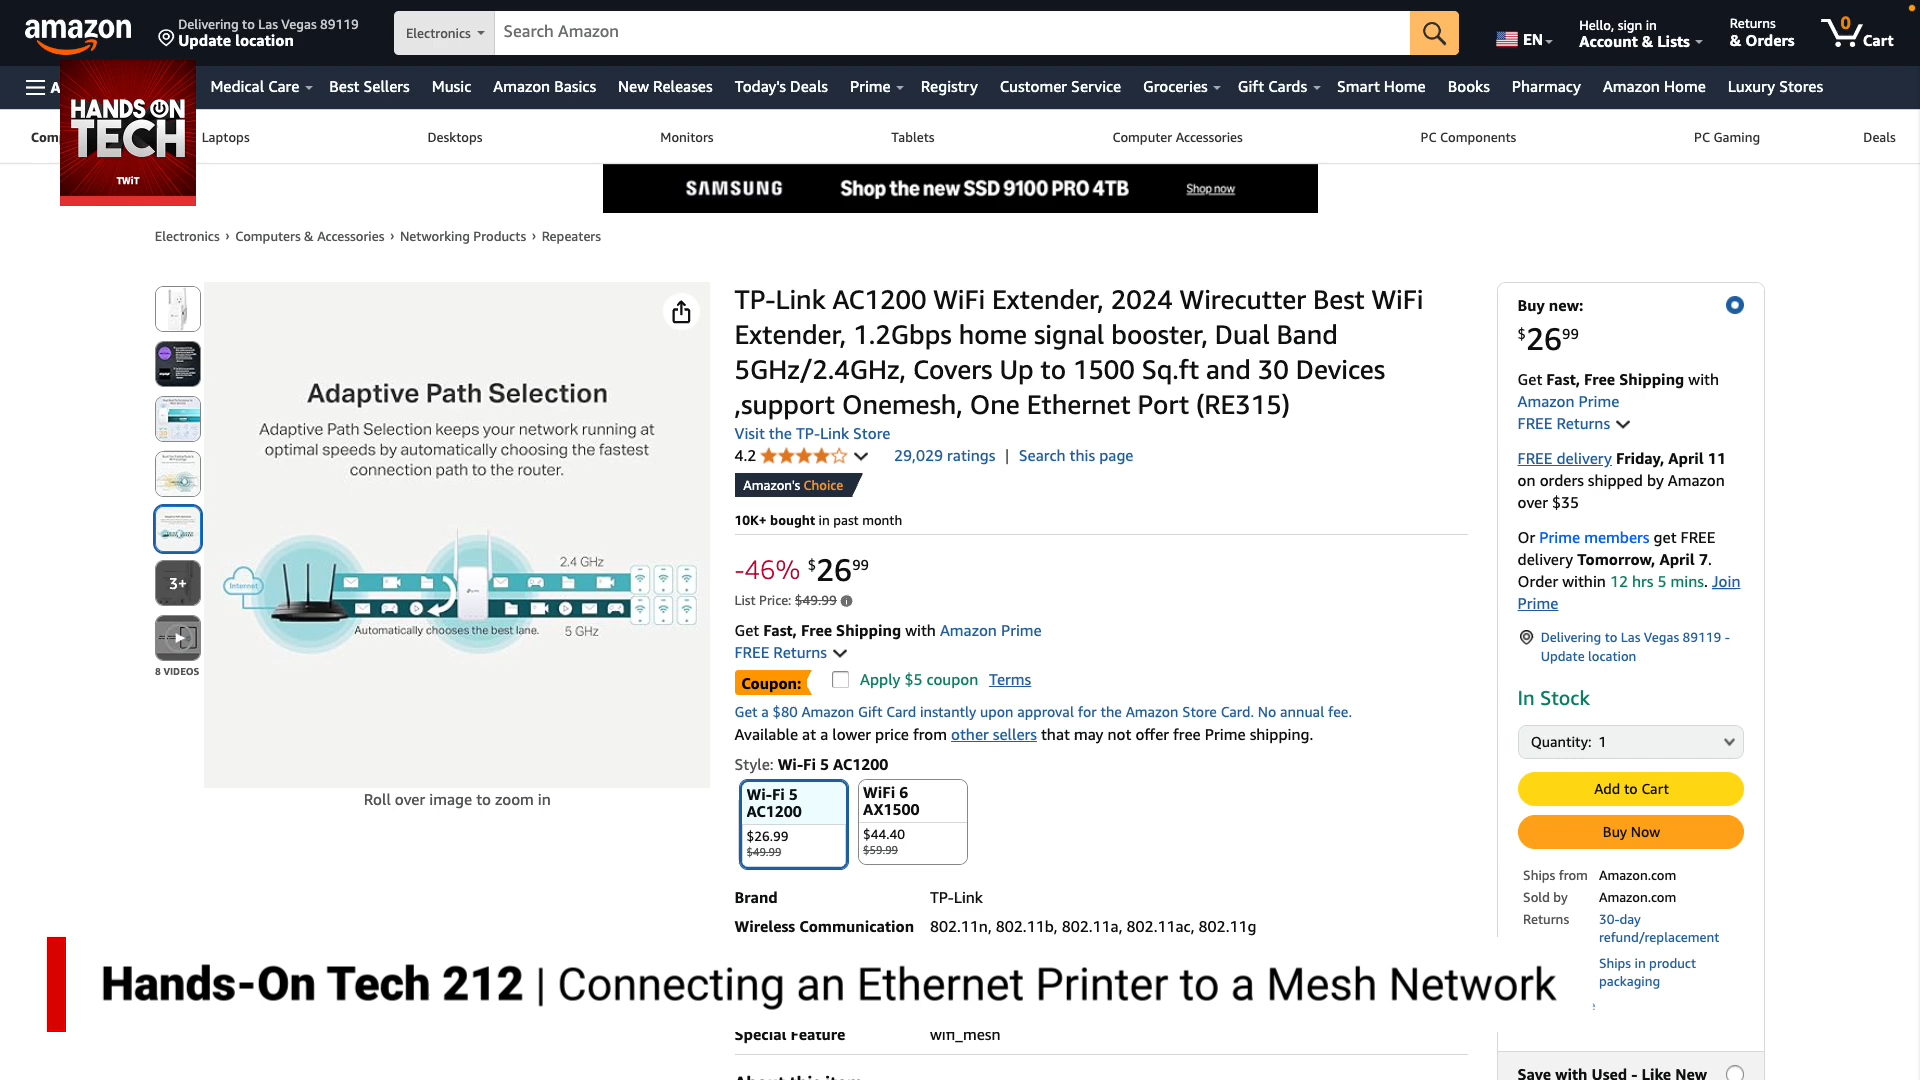 amazon
Delivering to Las Vegas 89119
Update location
Electronics
Search Amazon
EN
Hello, sign in
Account & Lists
Returns
& Orders
0
Cart
A
Medical Care
Best Sellers
Music
Amazon Basics
New Releases
Today's Deals
Prime
Registry
Customer Service
Groceries
Gift Cards
Smart Home
Books
Pharmacy
Amazon Home
Luxury Stores
HANDS ON
TECH
TWiT
Com
Laptops
Desktops
Monitors
Tablets
Computer Accessories
PC Components
PC Gaming
Deals
SAMSUNG
Shop the new SSD 9100 PRO 4TB
Shop now
Electronics › Computers & Accessories › Networking Products › Repeaters
3+
8 VIDEOS
Adaptive Path Selection
Adaptive Path Selection keeps your network running at
optimal speeds by automatically choosing the fastest
connection path to the router.
2.4 GHz
Internet
Automatically chooses the best lane.
5 GHz
Roll over image to zoom in
TP-Link AC1200 WiFi Extender, 2024 Wirecutter Best WiFi
Extender, 1.2Gbps home signal booster, Dual Band
5GHz/2.4GHz, Covers Up to 1500 Sq.ft and 30 Devices
,support Onemesh, One Ethernet Port (RE315)
Visit the TP-Link Store
4.2
29,029 ratings | Search this page
Amazon's Choice
10K+ bought in past month
-46% $26 99
List Price: $49.99
Get Fast, Free Shipping with Amazon Prime
FREE Returns
Coupon:
Apply $5 coupon Terms
Get a $80 Amazon Gift Card instantly upon approval for the Amazon Store Card. No annual fee.
Available at a lower price from other sellers that may not offer free Prime shipping.
Style: Wi-Fi 5 AC1200
Wi-Fi 5
AC1200
$26.99
$49.99
WiFi 6
AX1500
$44.40
$59.99
Brand TP-Link
Wireless Communication 802.11n, 802.11b, 802.11a, 802.11ac, 802.11g
Special Feature wifi_mesh
About this item
Buy new:
$26 99
Get Fast, Free Shipping with
Amazon Prime
FREE Returns
FREE delivery Friday, April 11
on orders shipped by Amazon
over $35
Or Prime members get FREE
delivery Tomorrow, April 7.
Order within 12 hrs 5 mins. Join
Prime
Delivering to Las Vegas 89119 -
Update location
In Stock
Quantity: 1
Add to Cart
Buy Now
Ships from Amazon.com
Sold by Amazon.com
Returns 30-day
refund/replacement
Ships in product
packaging
Save with Used - Like New
Hands-On Tech 212 | Connecting an Ethernet Printer to a Mesh Network